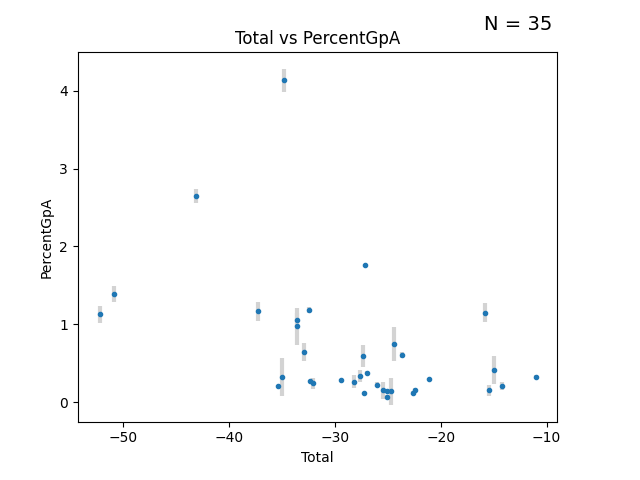 N = 35
Total vs PercentGpA
PercentGpA
4
3
2
1
0
−50 −40 −30 −20 −10
Total